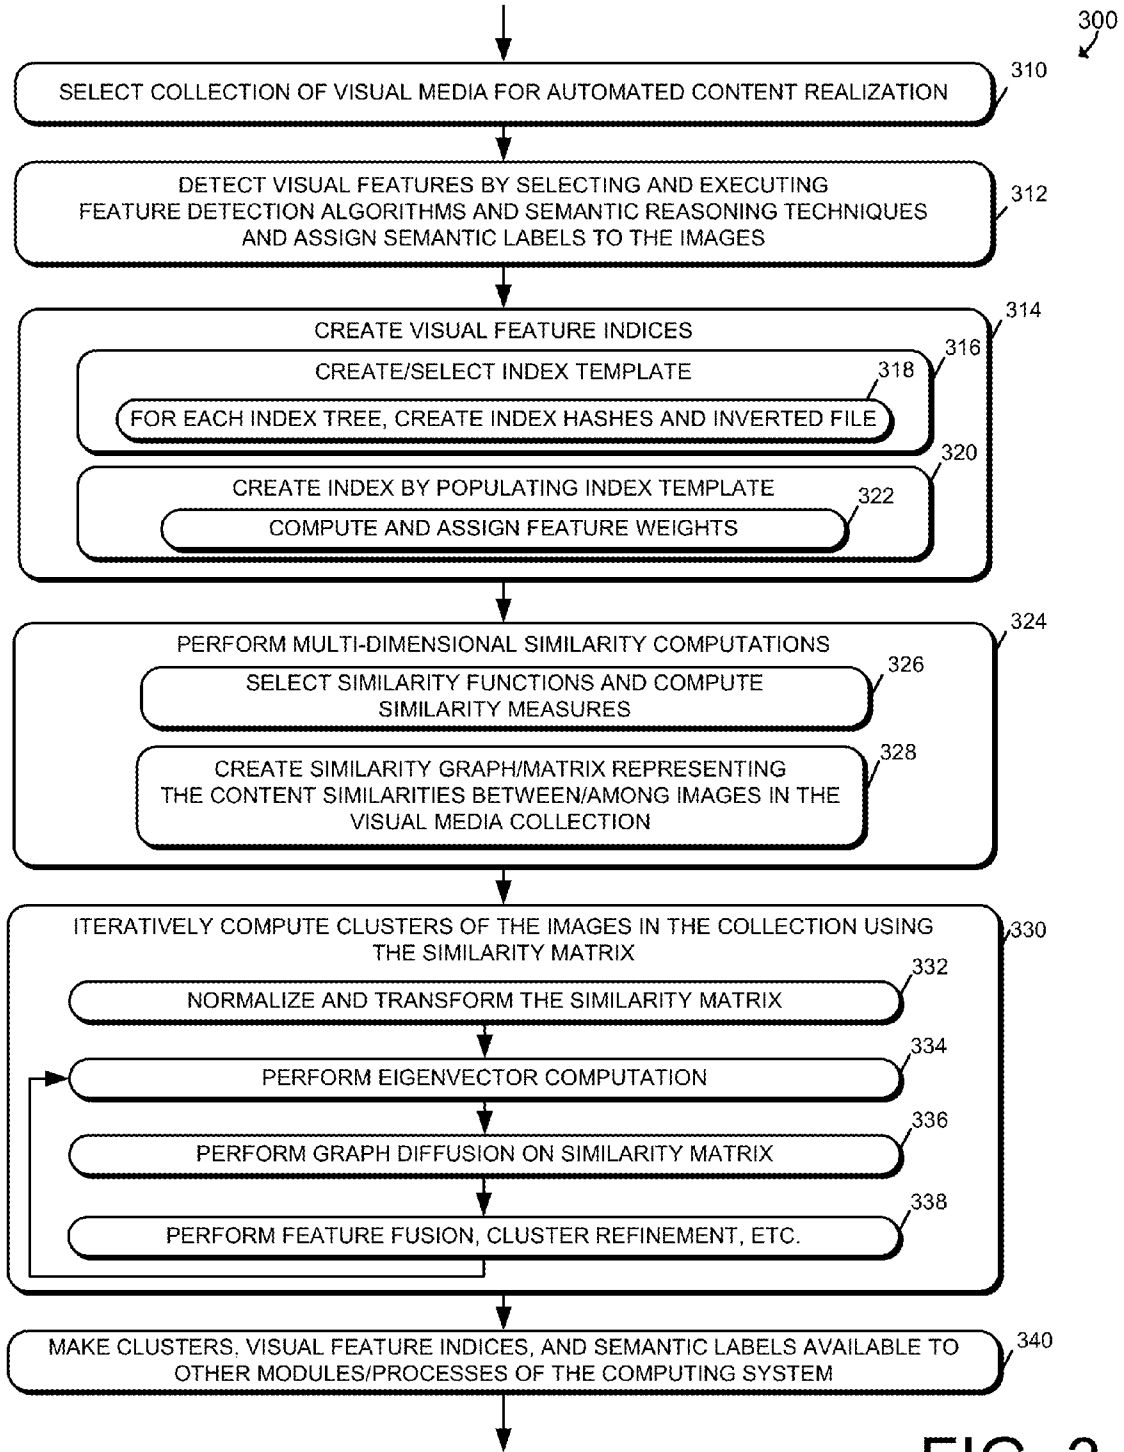 300
SELECT COLLECTION OF VISUAL MEDIA FOR AUTOMATED CONTENT REALIZATION
310
DETECT VISUAL FEATURES BY SELECTING AND EXECUTING
FEATURE DETECTION ALGORITHMS AND SEMANTIC REASONING TECHNIQUES
AND ASSIGN SEMANTIC LABELS TO THE IMAGES
312
CREATE VISUAL FEATURE INDICES
314
CREATE/SELECT INDEX TEMPLATE
316
318
FOR EACH INDEX TREE, CREATE INDEX HASHES AND INVERTED FILE
320
CREATE INDEX BY POPULATING INDEX TEMPLATE
322
COMPUTE AND ASSIGN FEATURE WEIGHTS
324
PERFORM MULTI-DIMENSIONAL SIMILARITY COMPUTATIONS
326
SELECT SIMILARITY FUNCTIONS AND COMPUTE
SIMILARITY MEASURES
328
CREATE SIMILARITY GRAPH/MATRIX REPRESENTING
THE CONTENT SIMILARITIES BETWEEN/AMONG IMAGES IN THE
VISUAL MEDIA COLLECTION
ITERATIVELY COMPUTE CLUSTERS OF THE IMAGES IN THE COLLECTION USING
THE SIMILARITY MATRIX
330
332
NORMALIZE AND TRANSFORM THE SIMILARITY MATRIX
334
PERFORM EIGENVECTOR COMPUTATION
336
PERFORM GRAPH DIFFUSION ON SIMILARITY MATRIX
338
PERFORM FEATURE FUSION, CLUSTER REFINEMENT, ETC.
340
MAKE CLUSTERS, VISUAL FEATURE INDICES, AND SEMANTIC LABELS AVAILABLE TO
OTHER MODULES/PROCESSES OF THE COMPUTING SYSTEM